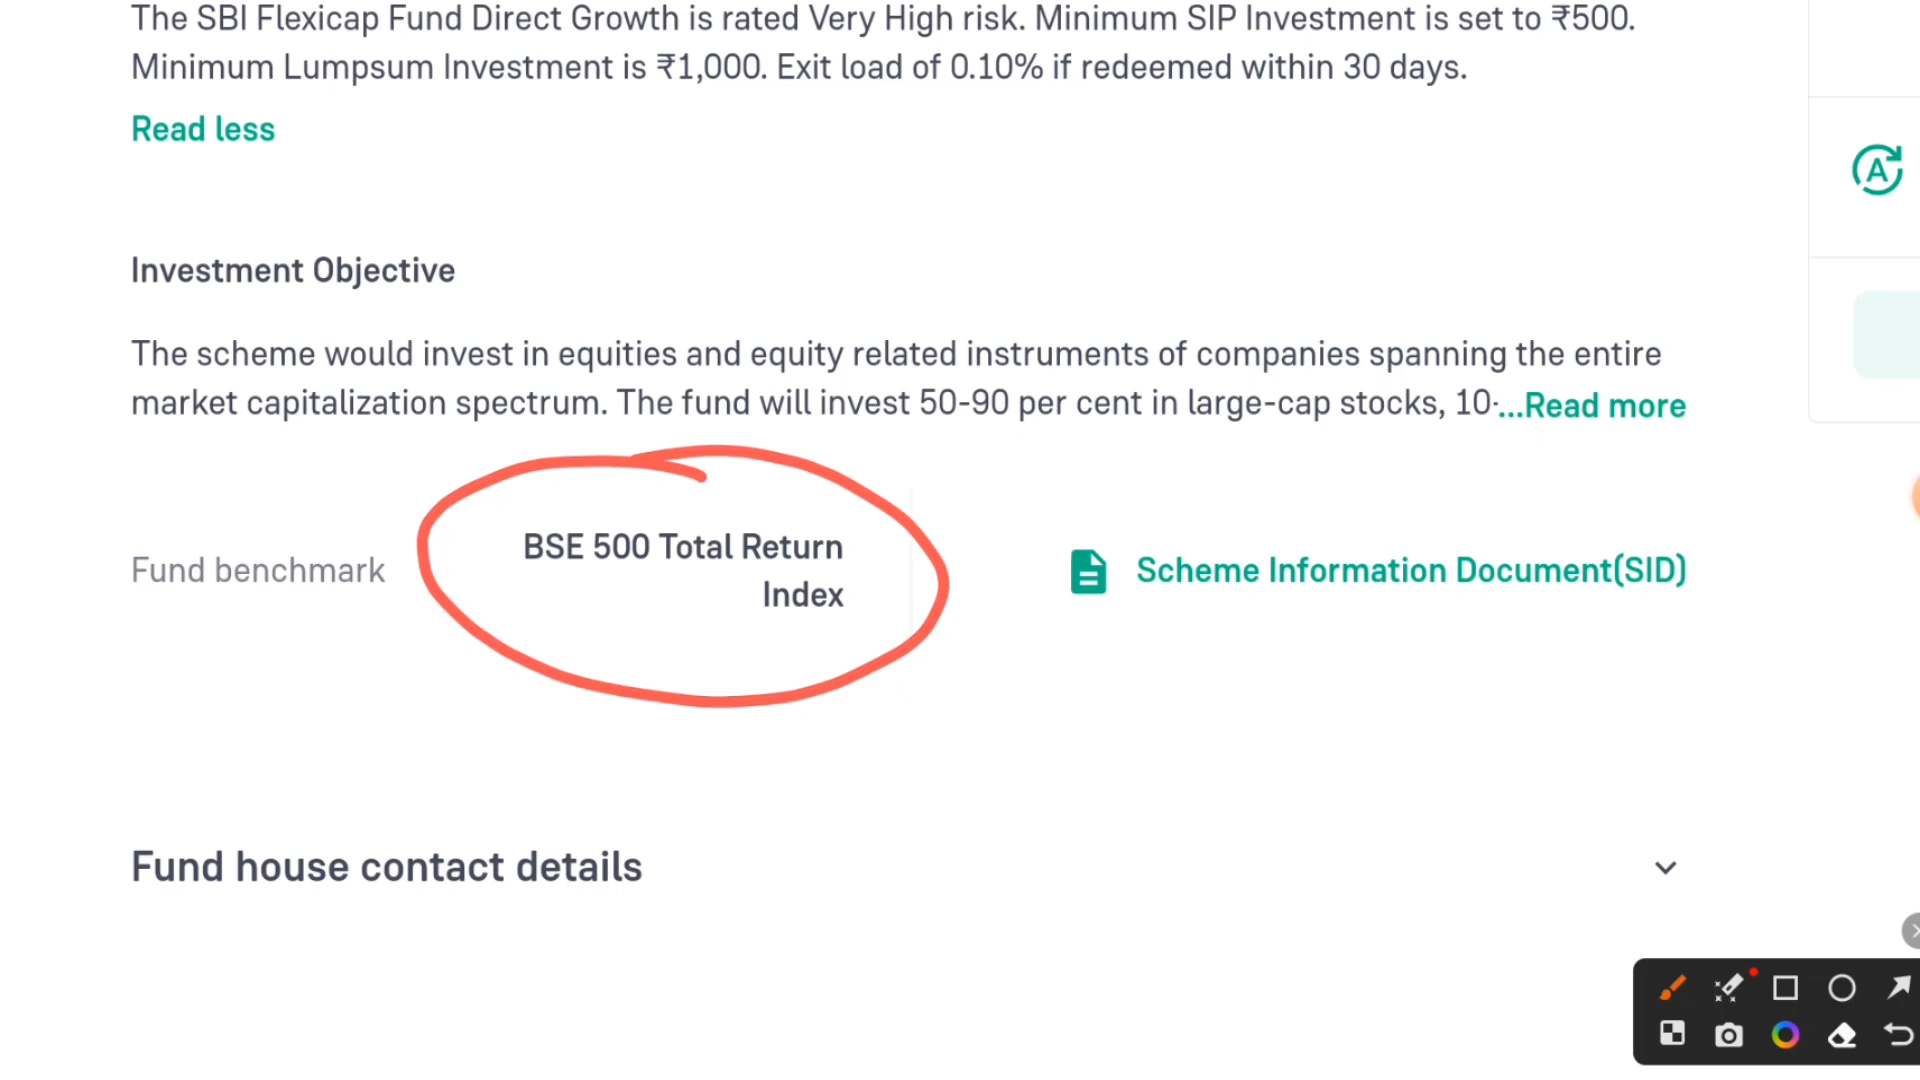 The SBI Flexicap Fund Direct Growth is rated Very High risk. Minimum SIP Investment is set to ₹500.
Minimum Lumpsum Investment is ₹1,000. Exit load of 0.10% if redeemed within 30 days.
Read less
A
Investment Objective
The scheme would invest in equities and equity related instruments of companies spanning the entire
market capitalization spectrum. The fund will invest 50-90 per cent in large-cap stocks, 10-...Read more
Fund benchmark
BSE 500 Total Return
Index
Scheme Information Document(SID)
Fund house contact details